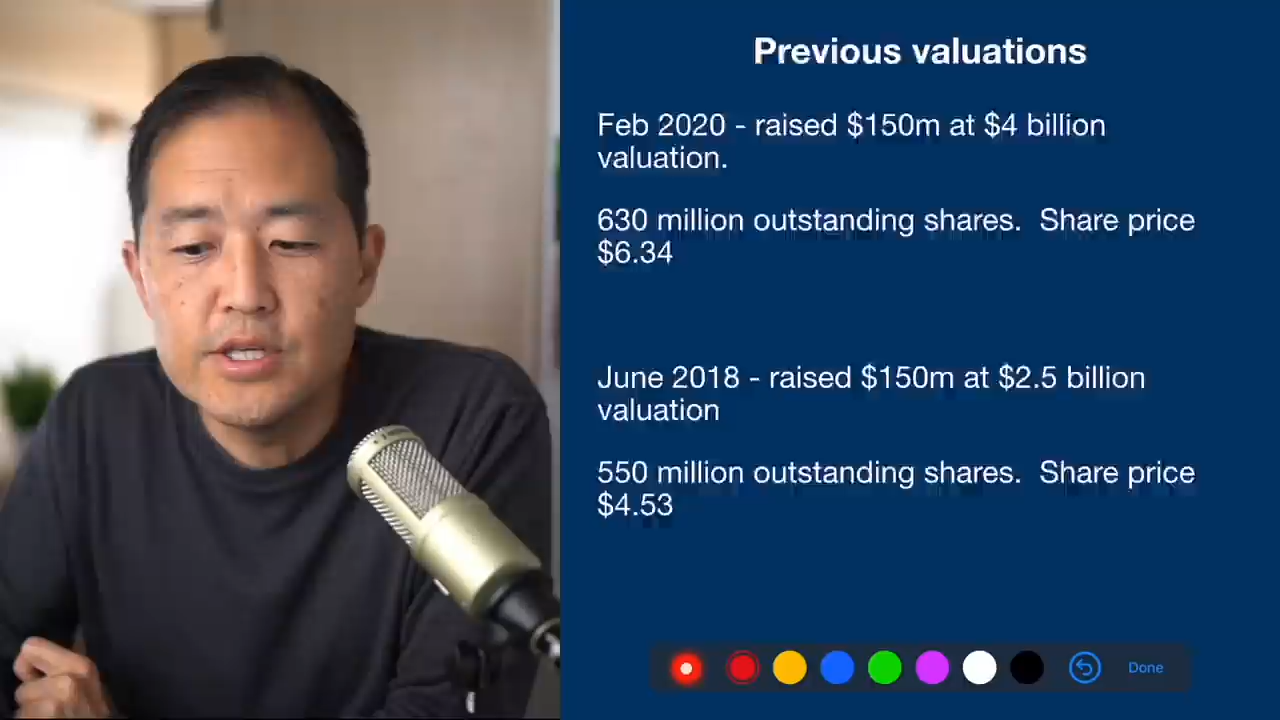 Previous valuations
Feb 2020 - raised $150m at $4 billion
valuation.
630 million outstanding shares.  Share price
$6.34
June 2018 - raised $150m at $2.5 billion
valuation
550 million outstanding shares.  Share price
$4.53
Done